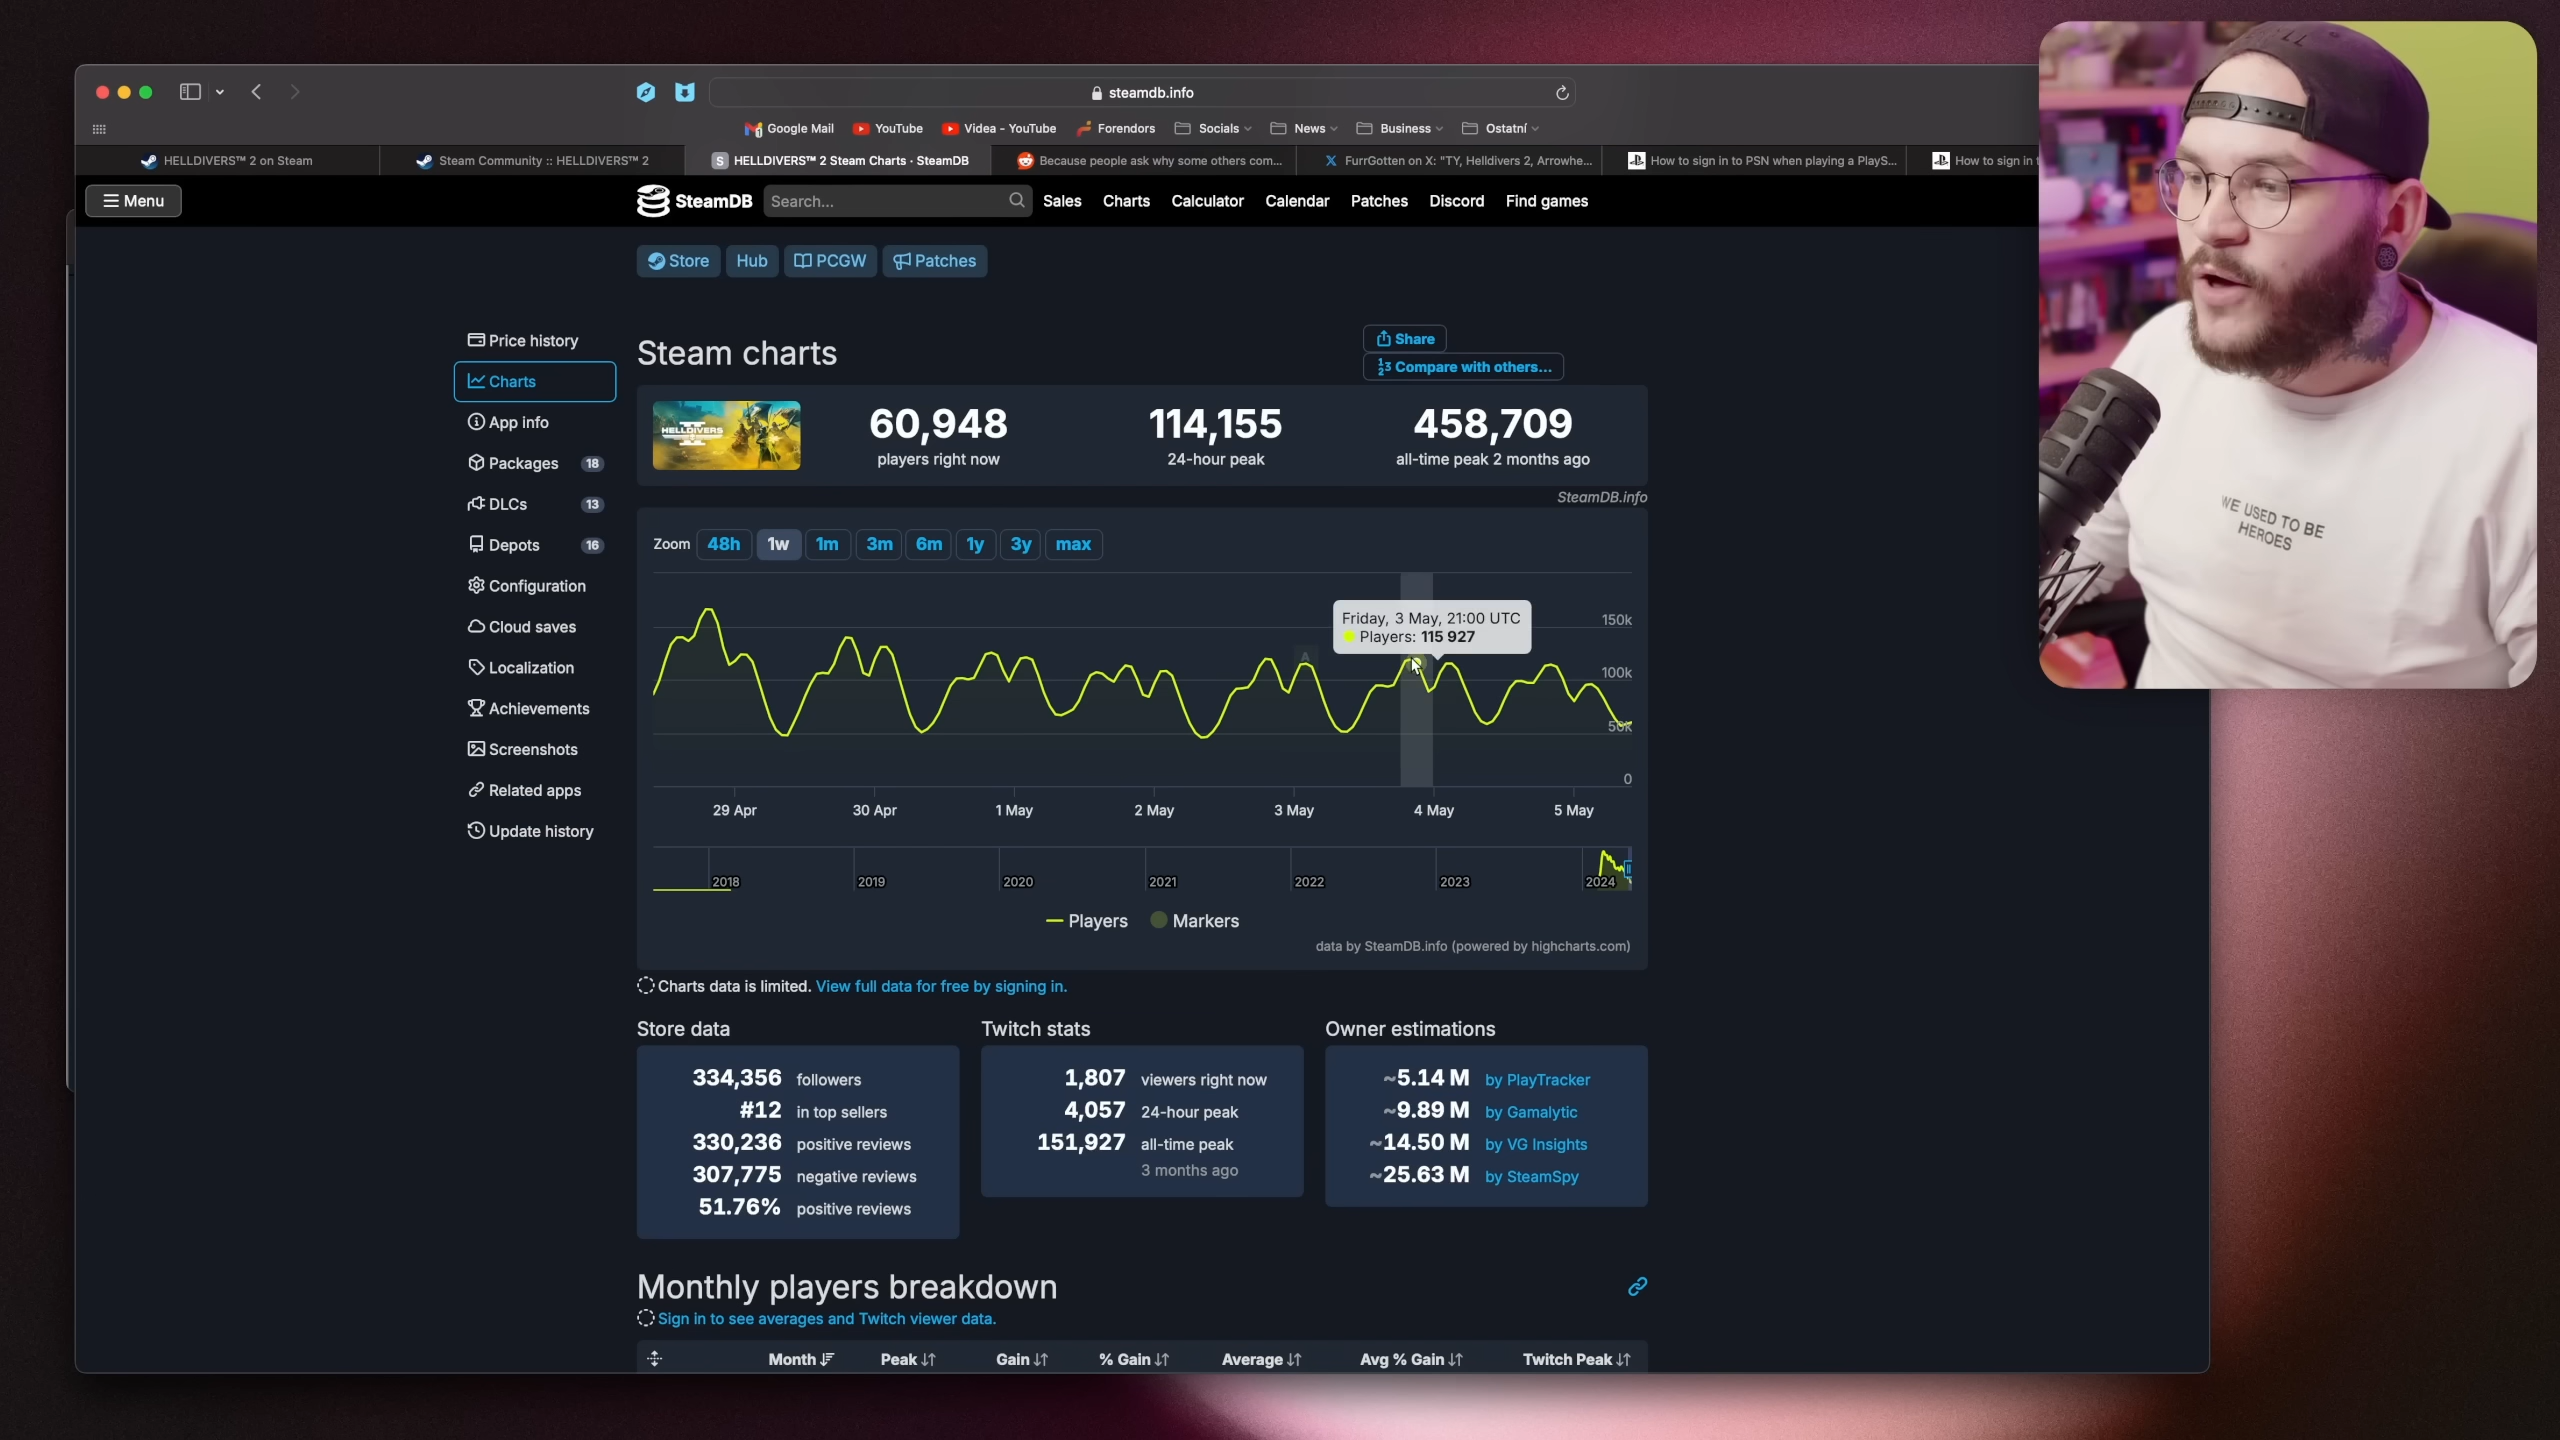 steamdb.info
Google Mail YouTube Videa - YouTube Forendors Socials News Business Ostatní
HELLDIVERS™ 2 on Steam
Steam Community :: HELLDIVERS™ 2
S HELLDIVERS™ 2 Steam Charts · SteamDB
Because people ask why some others com...
X FurrGotten on X: "TY, Helldivers 2, Arrowhe...
How to sign in to PSN when playing a PlayS...
How to sign in
Menu
SteamDB Search... Sales Charts Calculator Calendar Patches Discord Find games
Store Hub PCGW Patches
Price history
Charts
App info
Packages 18
DLCs 13
Depots 16
Configuration
Cloud saves
Localization
Achievements
Screenshots
Related apps
Update history
Steam charts
Share
Compare with others...
HELLDIVERS
60,948 114,155 458,709
players right now 24-hour peak all-time peak 2 months ago
SteamDB.info
Zoom 48h 1w 1m 3m 6m 1y 3y max
Friday, 3 May, 21:00 UTC
Players: 115 927
A
150k
100k
50k
0
29 Apr 30 Apr 1 May 2 May 3 May 4 May 5 May
2018 2019 2020 2021 2022 2023 2024
Players Markers
data by SteamDB.info (powered by highcharts.com)
Charts data is limited. View full data for free by signing in.
Store data
334,356 followers
#12 in top sellers
330,236 positive reviews
307,775 negative reviews
51.76% positive reviews
Twitch stats
1,807 viewers right now
4,057 24-hour peak
151,927 all-time peak
3 months ago
Owner estimations
~5.14 M by PlayTracker
~9.89 M by Gamalytic
~14.50 M by VG Insights
~25.63 M by SteamSpy
Monthly players breakdown
Sign in to see averages and Twitch viewer data.
Month Peak Gain % Gain Average Avg % Gain Twitch Peak
WE USED TO BE
HEROES